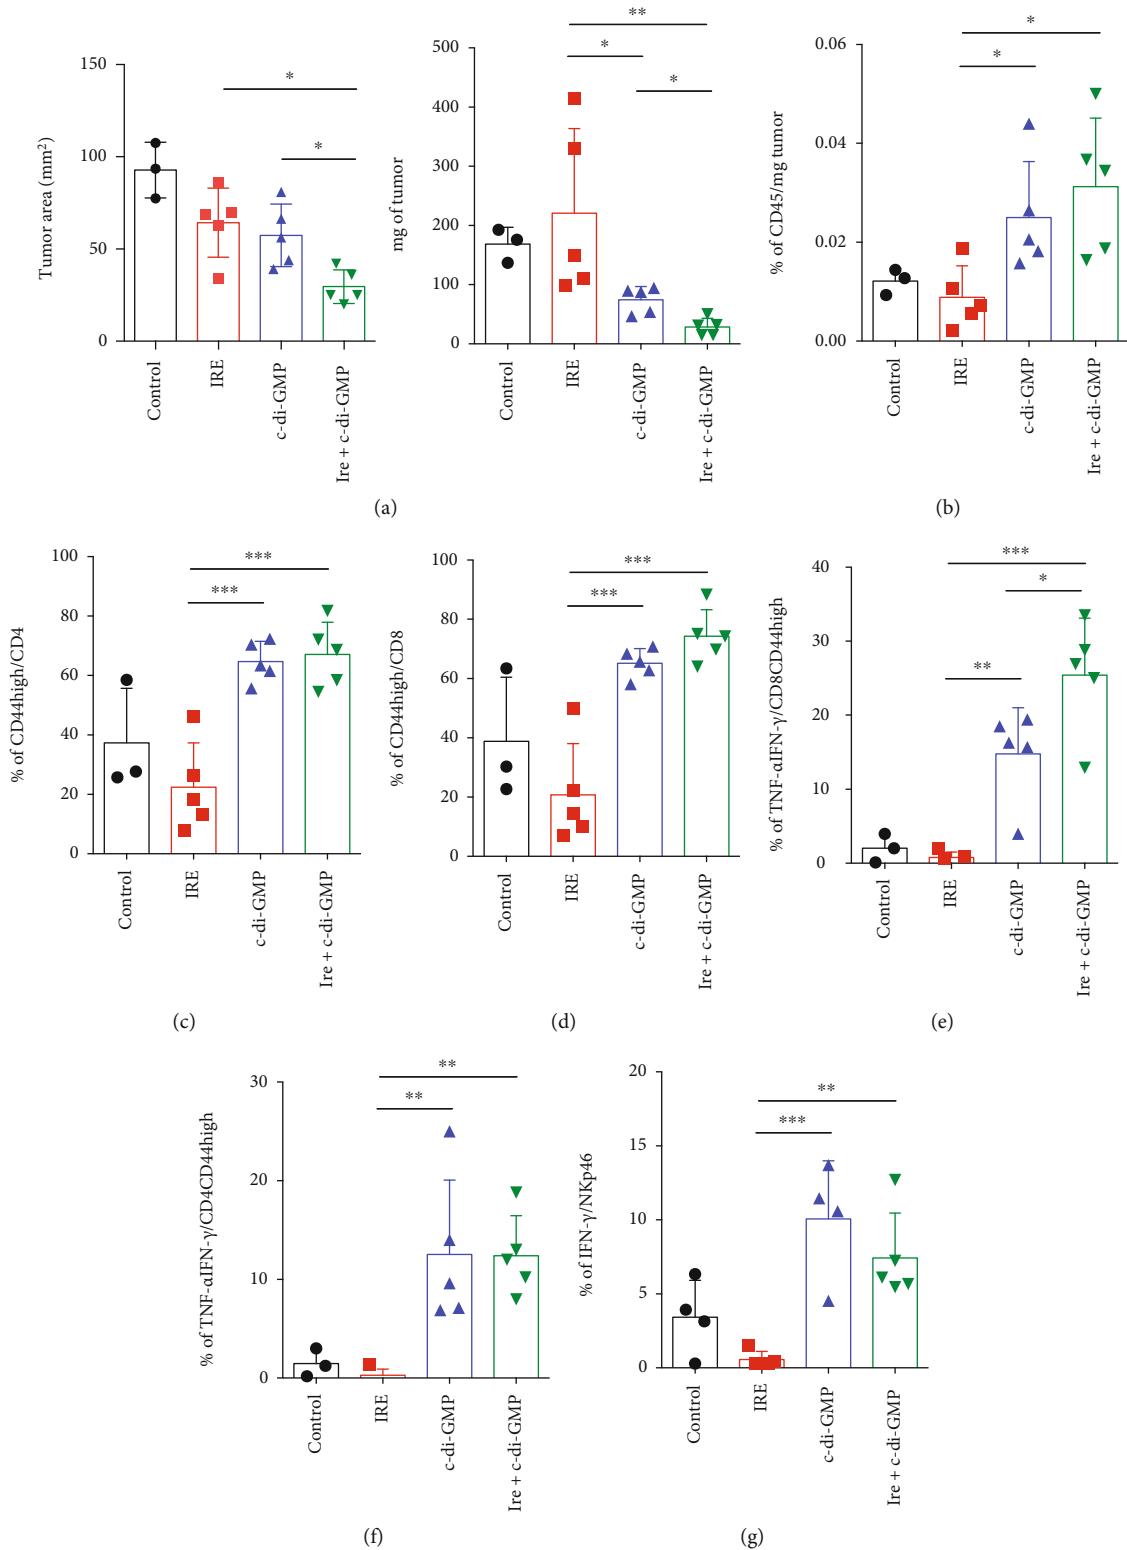 Tumor area (mm²)
150
100
50
0
*
*
Control
IRE
c-di-GMP
Ire + c-di-GMP
mg of tumor
500
400
300
200
100
0
**
*
*
Control
IRE
c-di-GMP
Ire + c-di-GMP
(a)
% of CD45/mg tumor
0.06
0.04
0.02
0.00
*
*
Control
IRE
c-di-GMP
Ire + c-di-GMP
(b)
% of CD44high/CD4
100
80
60
40
20
0
***
***
Control
IRE
c-di-GMP
Ire + c-di-GMP
(c)
% of CD44high/CD8
100
80
60
40
20
0
***
***
Control
IRE
c-di-GMP
Ire + c-di-GMP
(d)
% of TNF-αIFN-γ/CD8CD44high
40
30
20
10
0
***
*
**
Control
IRE
c-di-GMP
Ire + c-di-GMP
(e)
% of TNF-αIFN-γ/CD4CD44high
30
20
10
0
**
**
Control
IRE
c-di-GMP
Ire + c-di-GMP
(f)
% of IFN-γ/NKp46
20
15
10
5
0
**
***
Control
IRE
c-di-GMP
Ire + c-di-GMP
(g)